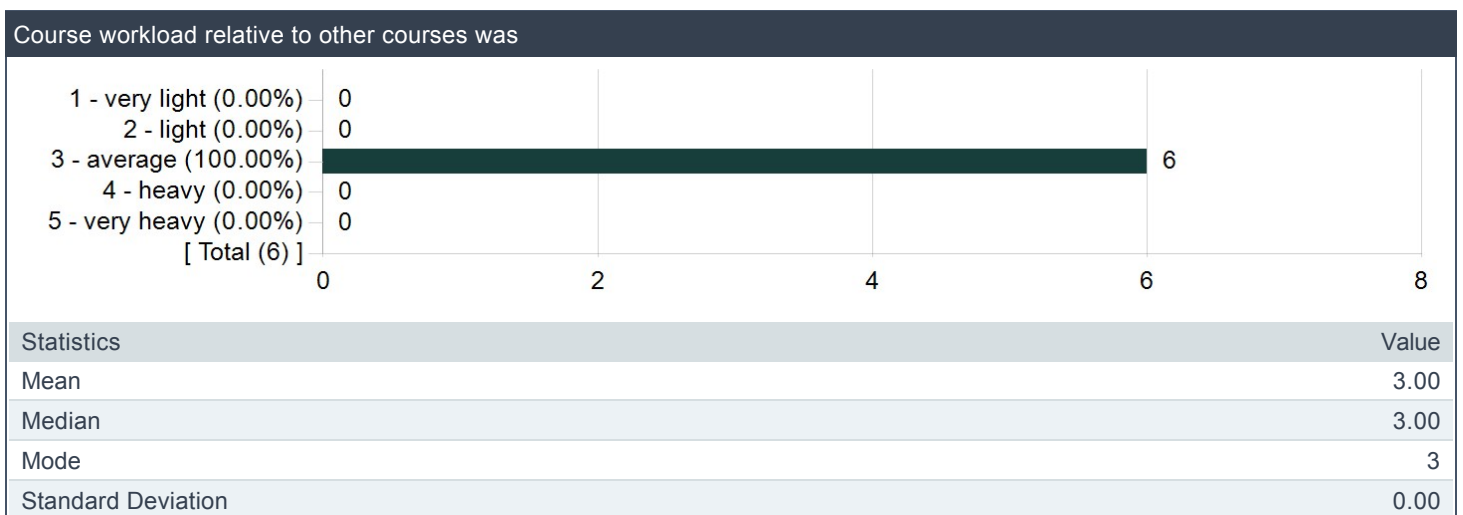 Course workload relative to other courses was
1 - very light (0.00%) 0
2 - light (0.00%) 0
3 - average (100.00%) 6
4 - heavy (0.00%) 0
5 - very heavy (0.00%) 0
[ Total (6) ]
0 2 4 6 8
Statistics Value
Mean 3.00
Median 3.00
Mode 3
Standard Deviation 0.00